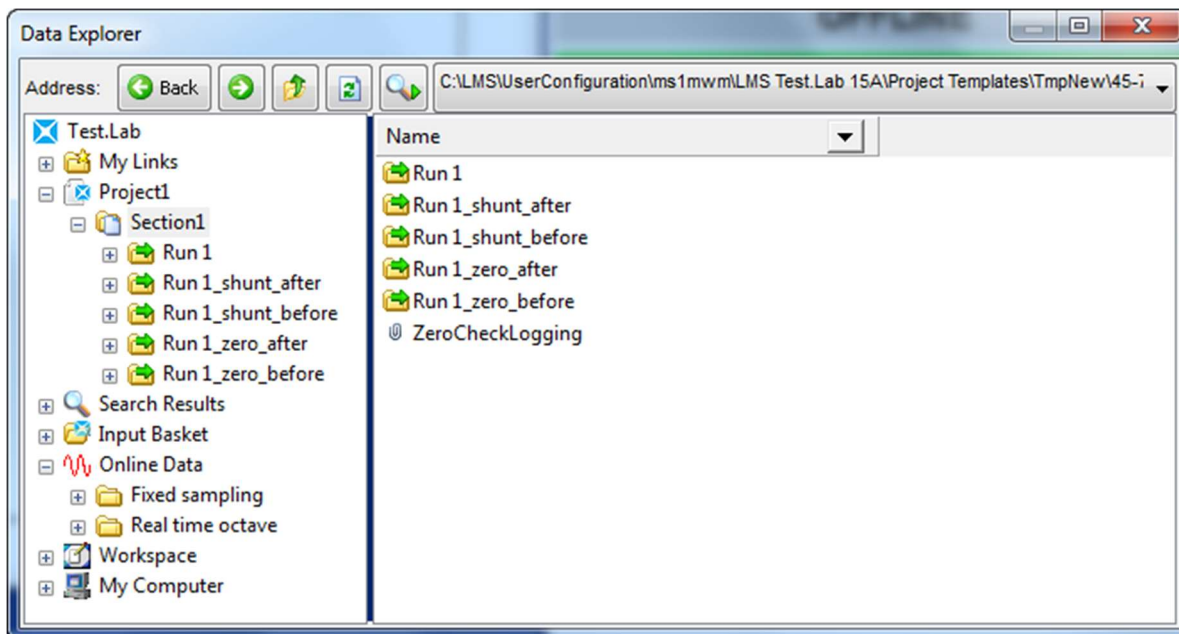 OFFLINE
Data Explorer
Address: Back C:\LMS\UserConfiguration\ms1mwm\LMS Test.Lab 15A\Project Templates\TmpNew\45-7
Test.Lab
My Links
Project1
Section1
Run 1
Run 1_shunt_after
Run 1_shunt_before
Run 1_zero_after
Run 1_zero_before
Search Results
Input Basket
Online Data
Fixed sampling
Real time octave
Workspace
My Computer
Name
Run 1
Run 1_shunt_after
Run 1_shunt_before
Run 1_zero_after
Run 1_zero_before
ZeroCheckLogging